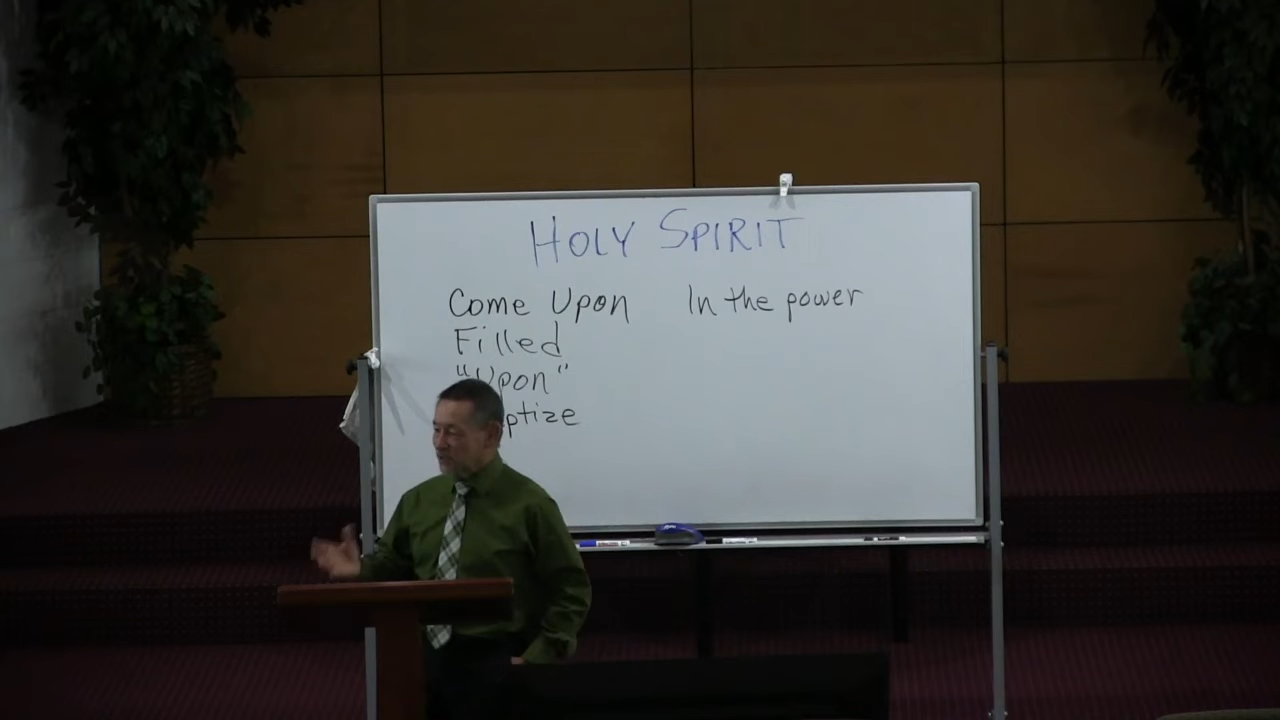 HOLY SPIRIT
Come Upon In the power
Filled
"Upon"
ptize